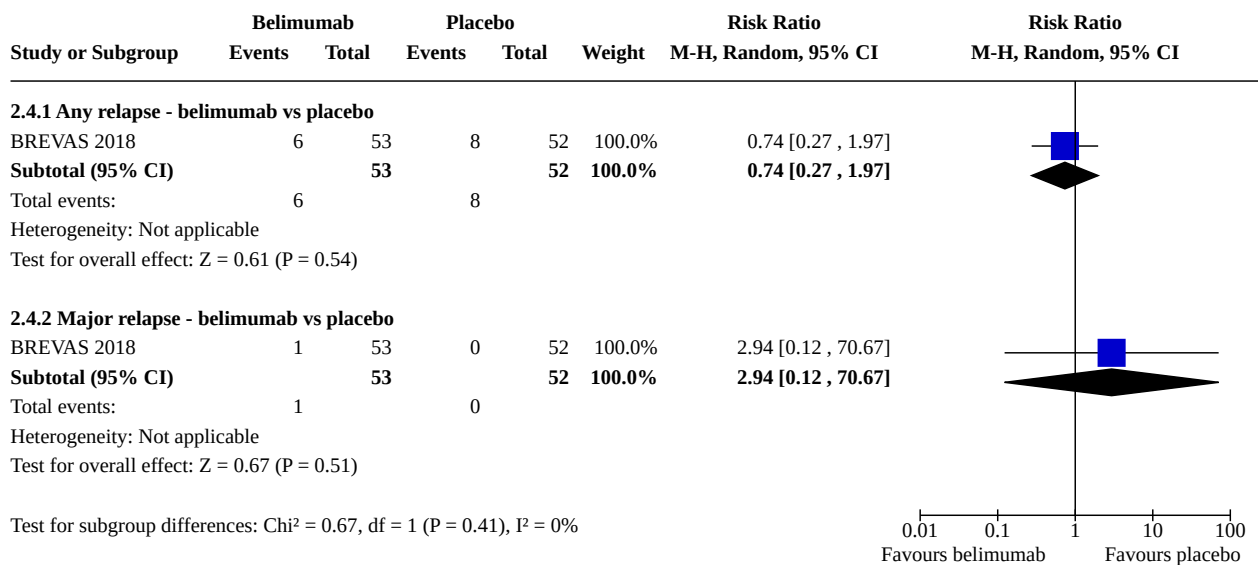 Belimumab Placebo Risk Ratio Risk Ratio
Study or Subgroup Events Total Events Total Weight M-H, Random, 95% CI M-H, Random, 95% CI
2.4.1 Any relapse - belimumab vs placebo
BREVAS 2018 6 53 8 52 100.0% 0.74 [0.27 , 1.97]
Subtotal (95% CI) 53 52 100.0% 0.74 [0.27 , 1.97]
Total events: 6 8
Heterogeneity: Not applicable
Test for overall effect: Z = 0.61 (P = 0.54)
2.4.2 Major relapse - belimumab vs placebo
BREVAS 2018 1 53 0 52 100.0% 2.94 [0.12 , 70.67]
Subtotal (95% CI) 53 52 100.0% 2.94 [0.12 , 70.67]
Total events: 1 0
Heterogeneity: Not applicable
Test for overall effect: Z = 0.67 (P = 0.51)
Test for subgroup differences: Chi² = 0.67, df = 1 (P = 0.41), I² = 0%
0.01 0.1 1 10 100
Favours belimumab Favours placebo